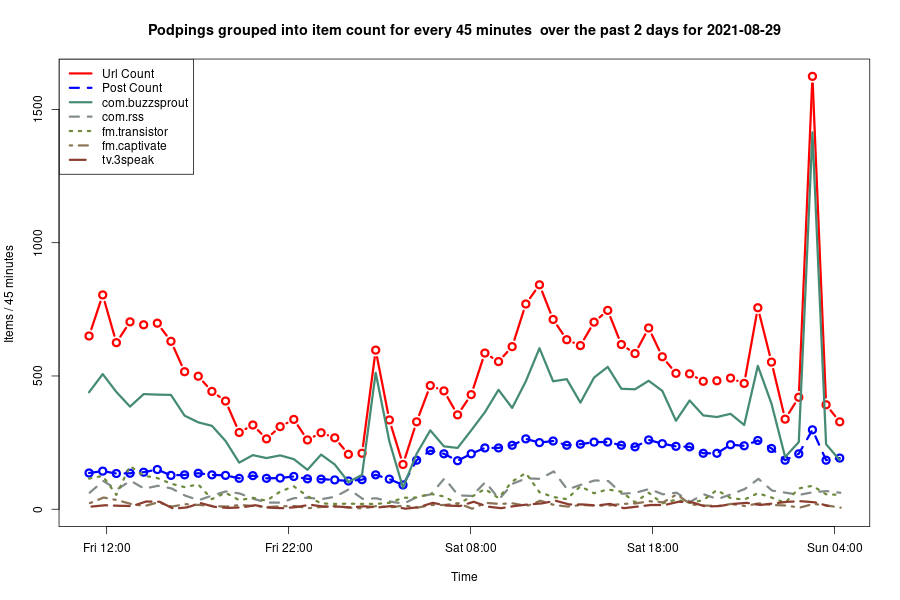 Podpings grouped into item count for every 45 minutes  over the past 2 days for 2021-08-29
Url Count
Post Count
com.buzzsprout
com.rss
fm.transistor
fm.captivate
tv.3speak
Items / 45 minutes
1500
1000
500
0
Fri 12:00
Fri 22:00
Sat 08:00
Sat 18:00
Sun 04:00
Time